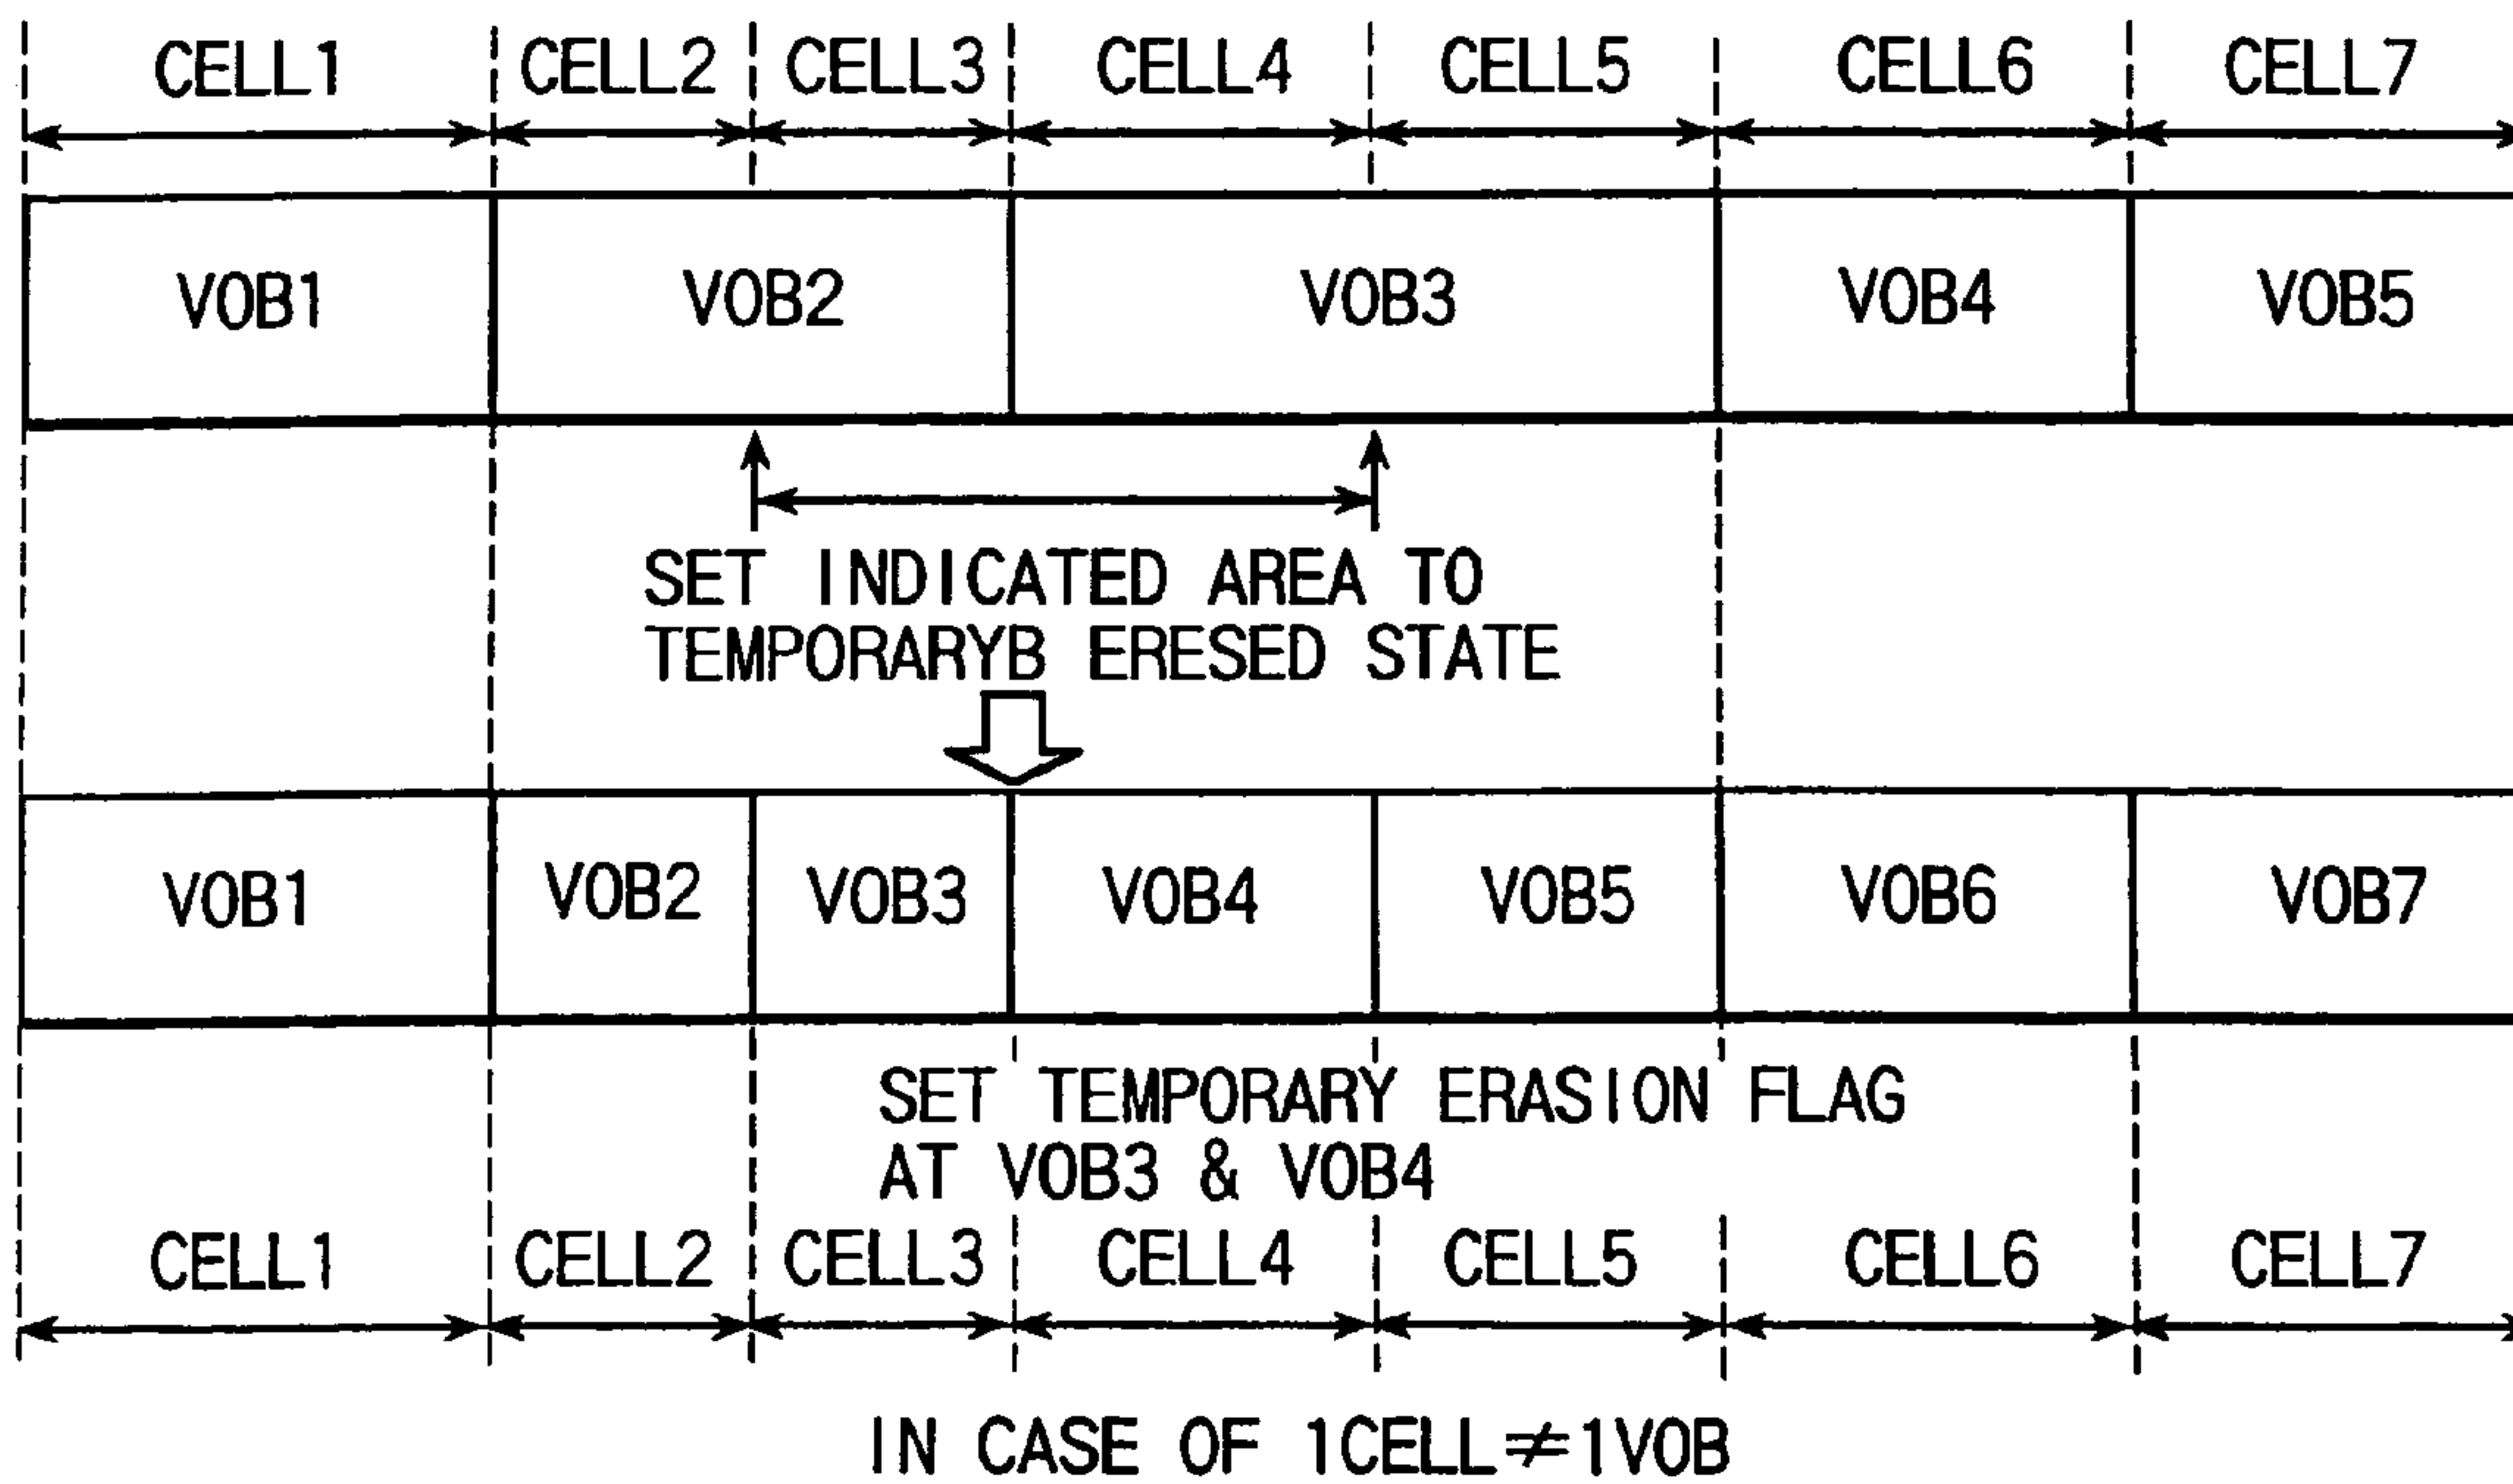 CELL1 CELL2 CELL3 CELL4 CELL5 CELL6 CELL7
VOB1 VOB2 VOB3 VOB4 VOB5
SET INDICATED AREA TO
TEMPORARYB ERESED STATE
VOB1 VOB2 VOB3 VOB4 VOB5 VOB6 VOB7
SET TEMPORARY ERASION FLAG
AT VOB3 & VOB4
CELL1 CELL2 CELL3 CELL4 CELL5 CELL6 CELL7
IN CASE OF 1CELL≠1VOB